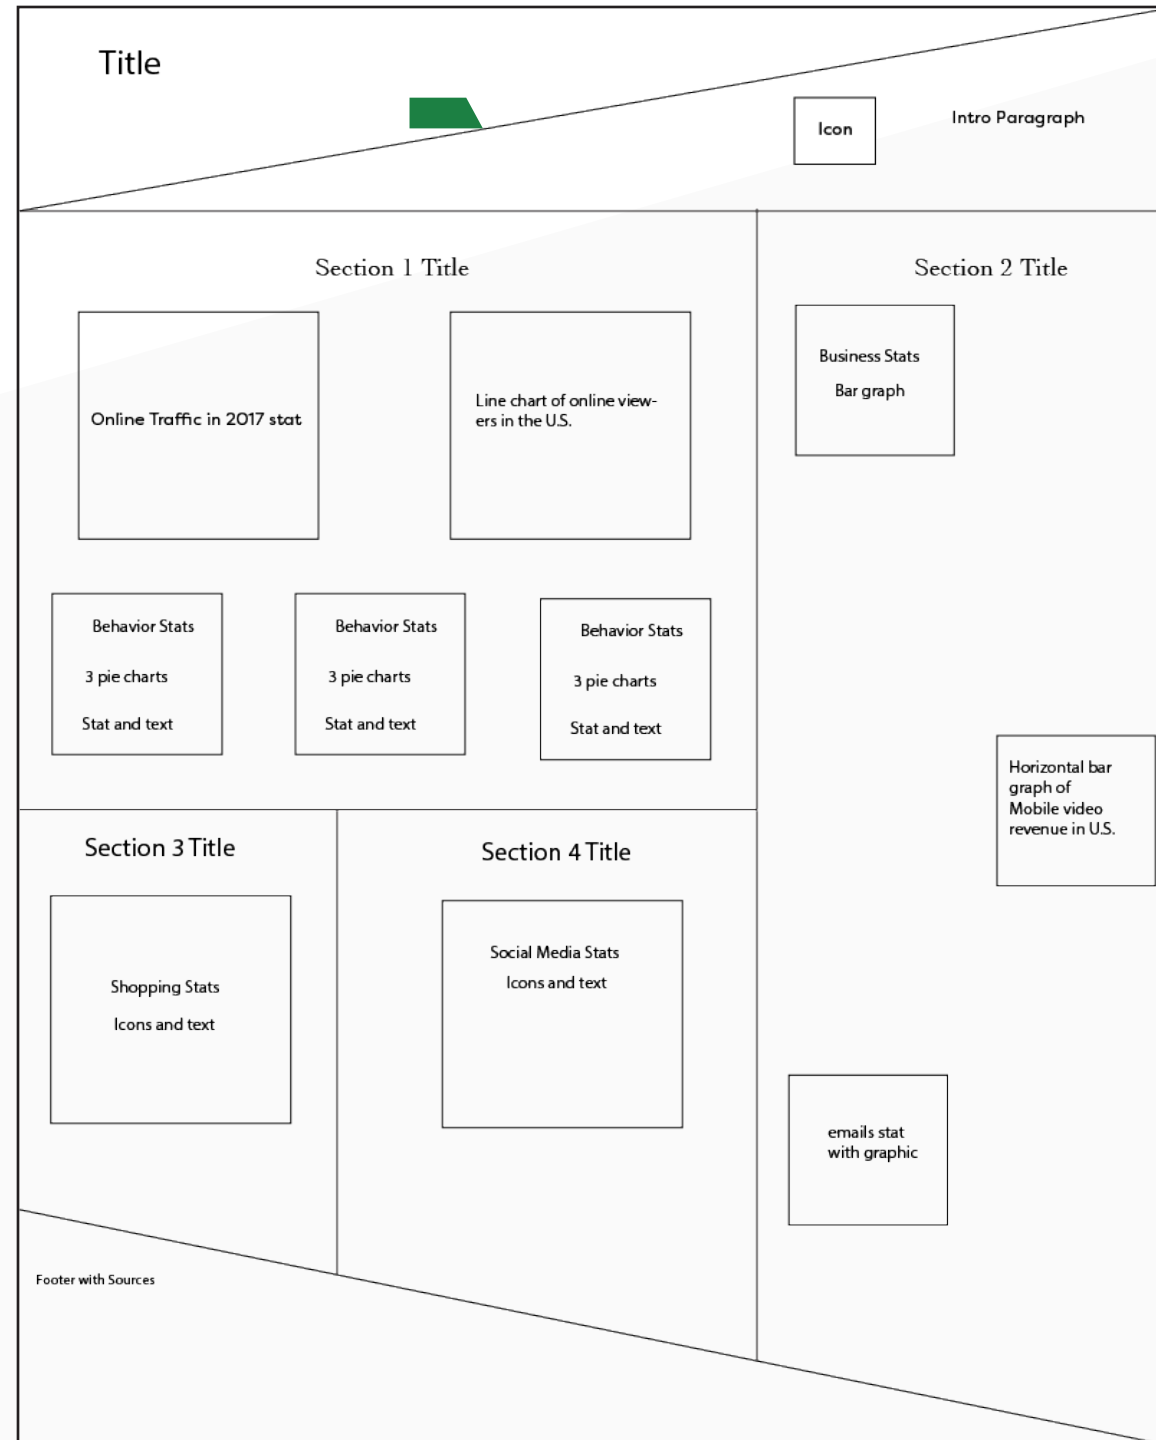 Title
Icon
Intro Paragraph
Section 1 Title
Online Traffic in 2017 stat
Line chart of online view-
ers in the U.S.
Behavior Stats
3 pie charts
Stat and text
Behavior Stats
3 pie charts
Stat and text
Behavior Stats
3 pie charts
Stat and text
Section 2 Title
Business Stats
Bar graph
Horizontal bar
graph of
Mobile video
revenue in U.S.
emails stat
with graphic
Section 3 Title
Shopping Stats
Icons and text
Section 4 Title
Social Media Stats
Icons and text
Footer with Sources